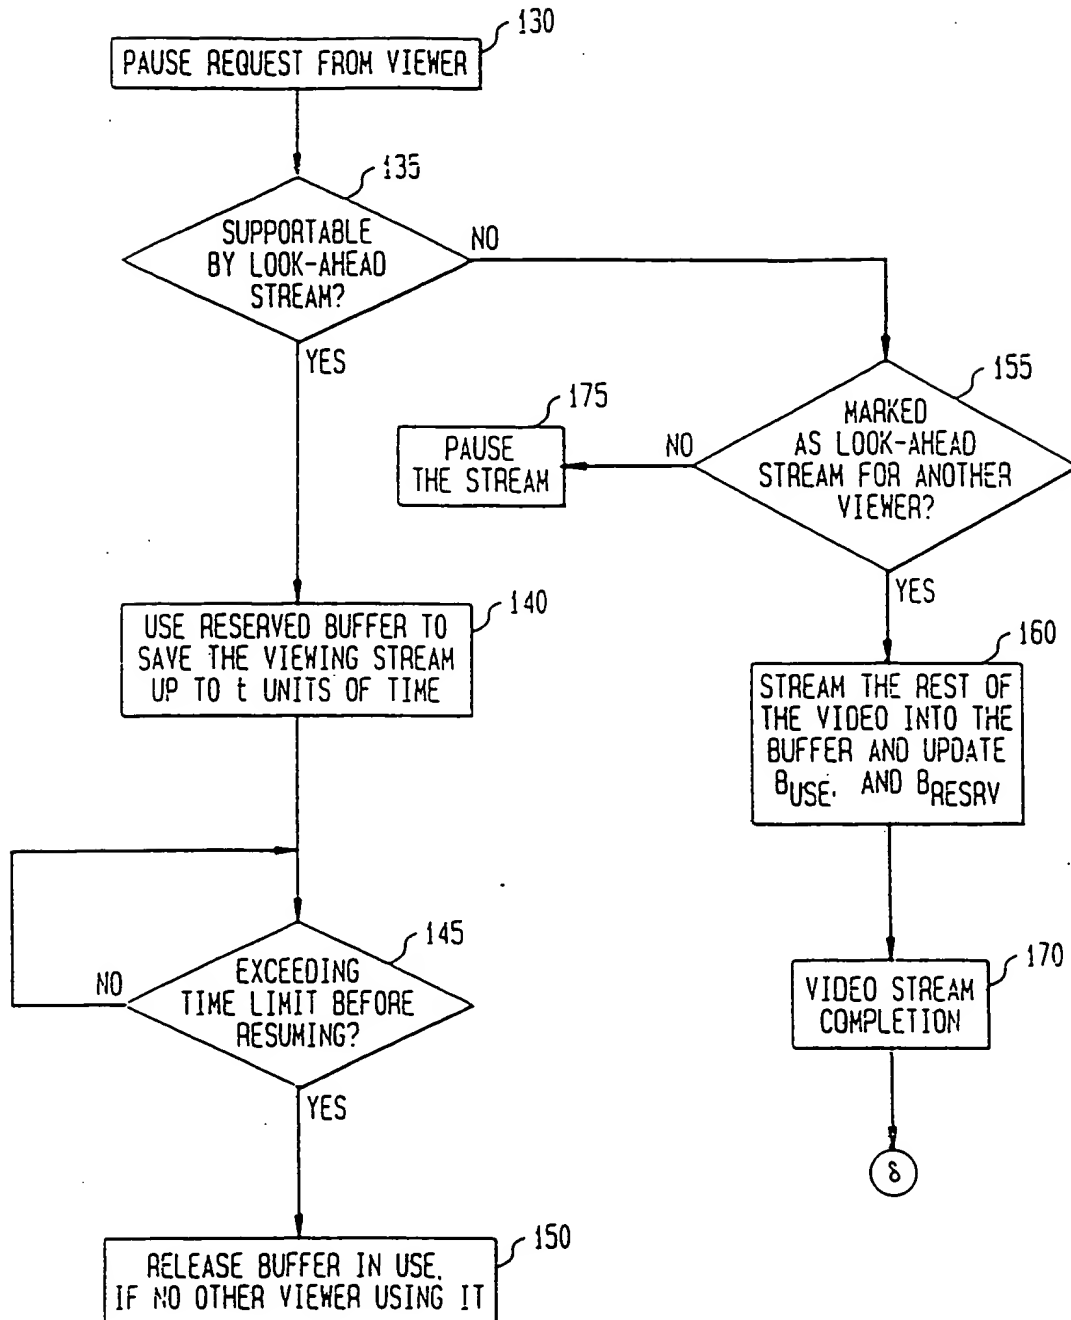 130
PAUSE REQUEST FROM VIEWER
135
SUPPORTABLE
BY LOOK-AHEAD
STREAM?
NO
YES
155
MARKED
AS LOOK-AHEAD
STREAM FOR ANOTHER
VIEWER?
NO
YES
175
PAUSE
THE STREAM
140
USE RESERVED BUFFER TO
SAVE THE VIEWING STREAM
UP TO t UNITS OF TIME
160
STREAM THE REST OF
THE VIDEO INTO THE
BUFFER AND UPDATE
BUSE. AND BRESRV
145
EXCEEDING
TIME LIMIT BEFORE
RESUMING?
NO
YES
170
VIDEO STREAM
COMPLETION
δ
150
RELEASE BUFFER IN USE.
IF NO OTHER VIEWER USING IT